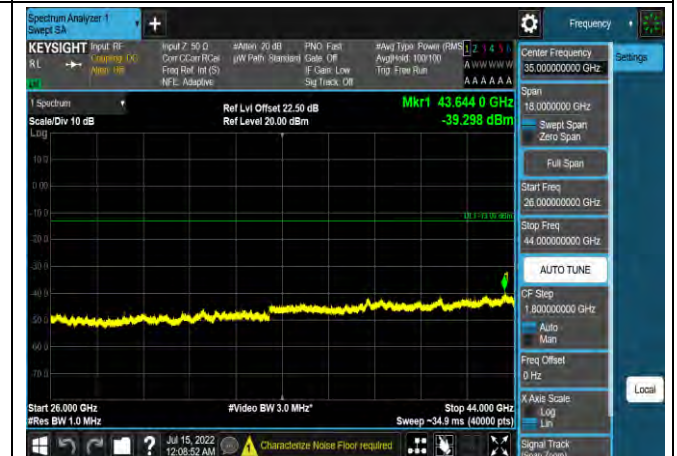 Spectrum Analyzer 1
Swept SA
+
Frequency
KEYSIGHT
RL
Input: RF
Coupling: DC
Input Z: 50 Ω
Corr CCorr RCal
Freq Ref: Int (S)
NFE: Adaptive
#Atten: 20 dB
µW Path: Standard
PNO: Fast
Gate: Off
IF Gain: Low
Sig Track: Off
#Avg Type: Power (RMS)
Avg|Hold: 100/100
Trig: Free Run
1 2 3 4 5 6
A W W W W W
A A A A A A
1 Spectrum
Scale/Div 10 dB
Log
Ref Lvl Offset 22.50 dB
Ref Level 20.00 dBm
Mkr1 43.644 0 GHz
-39.298 dBm
10.0
0.00
-10.0
-20.0
-30.0
-40.0
-50.0
-60.0
-70.0
Start 26.000 GHz
#Res BW 1.0 MHz
#Video BW 3.0 MHz*
Stop 44.000 GHz
Sweep ~34.9 ms (40000 pts)
Jul 15, 2022
12:08:52 AM
Characterize Noise Floor required
Center Frequency
35.000000000 GHz
Settings
Span
18.0000000 GHz
Swept Span
Zero Span
Full Span
Start Freq
26.000000000 GHz
Stop Freq
44.000000000 GHz
AUTO TUNE
CF Step
1.800000000 GHz
Auto
Man
Freq Offset
0 Hz
X Axis Scale
Log
Lin
Local
Signal Track
(Span Zoom)